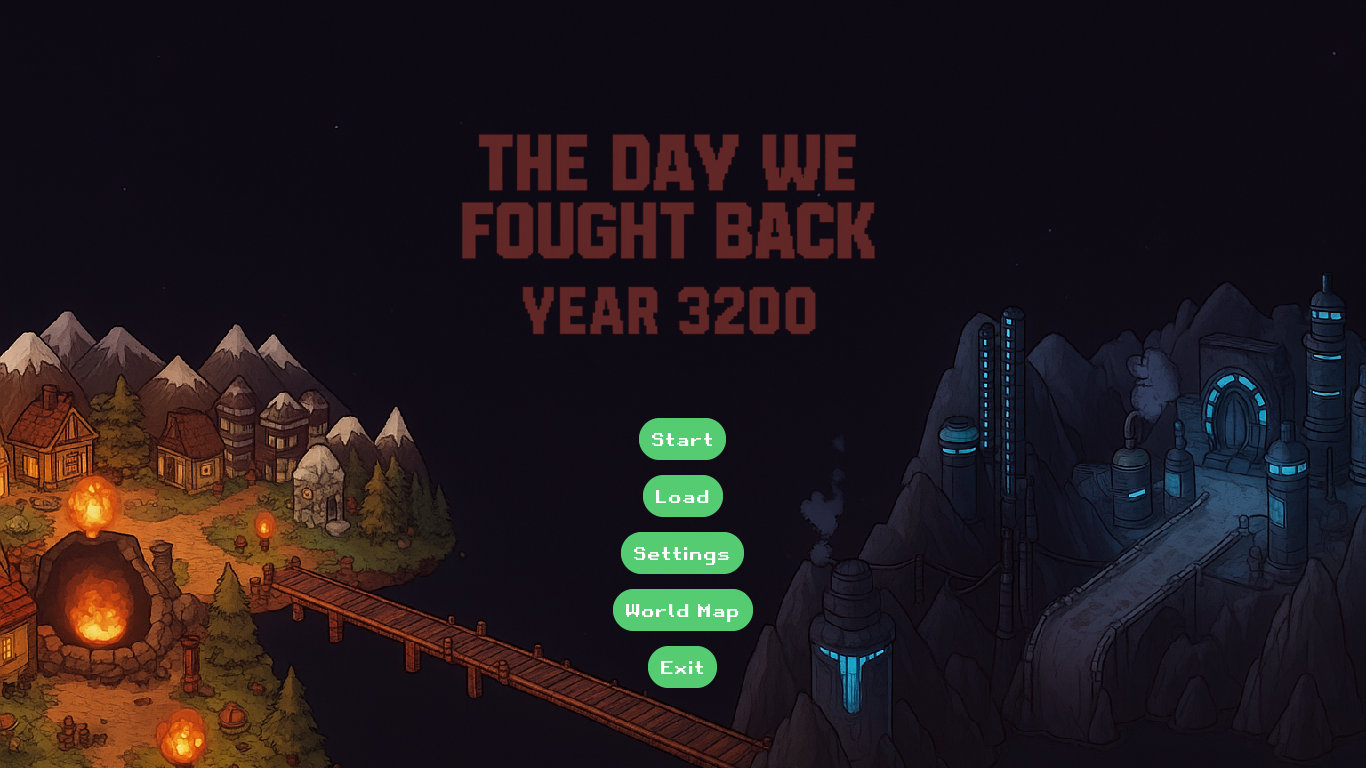 THE DAY WE
FOUGHT BACK
YEAR 3200
Start
Load
Settings
World Map
Exit